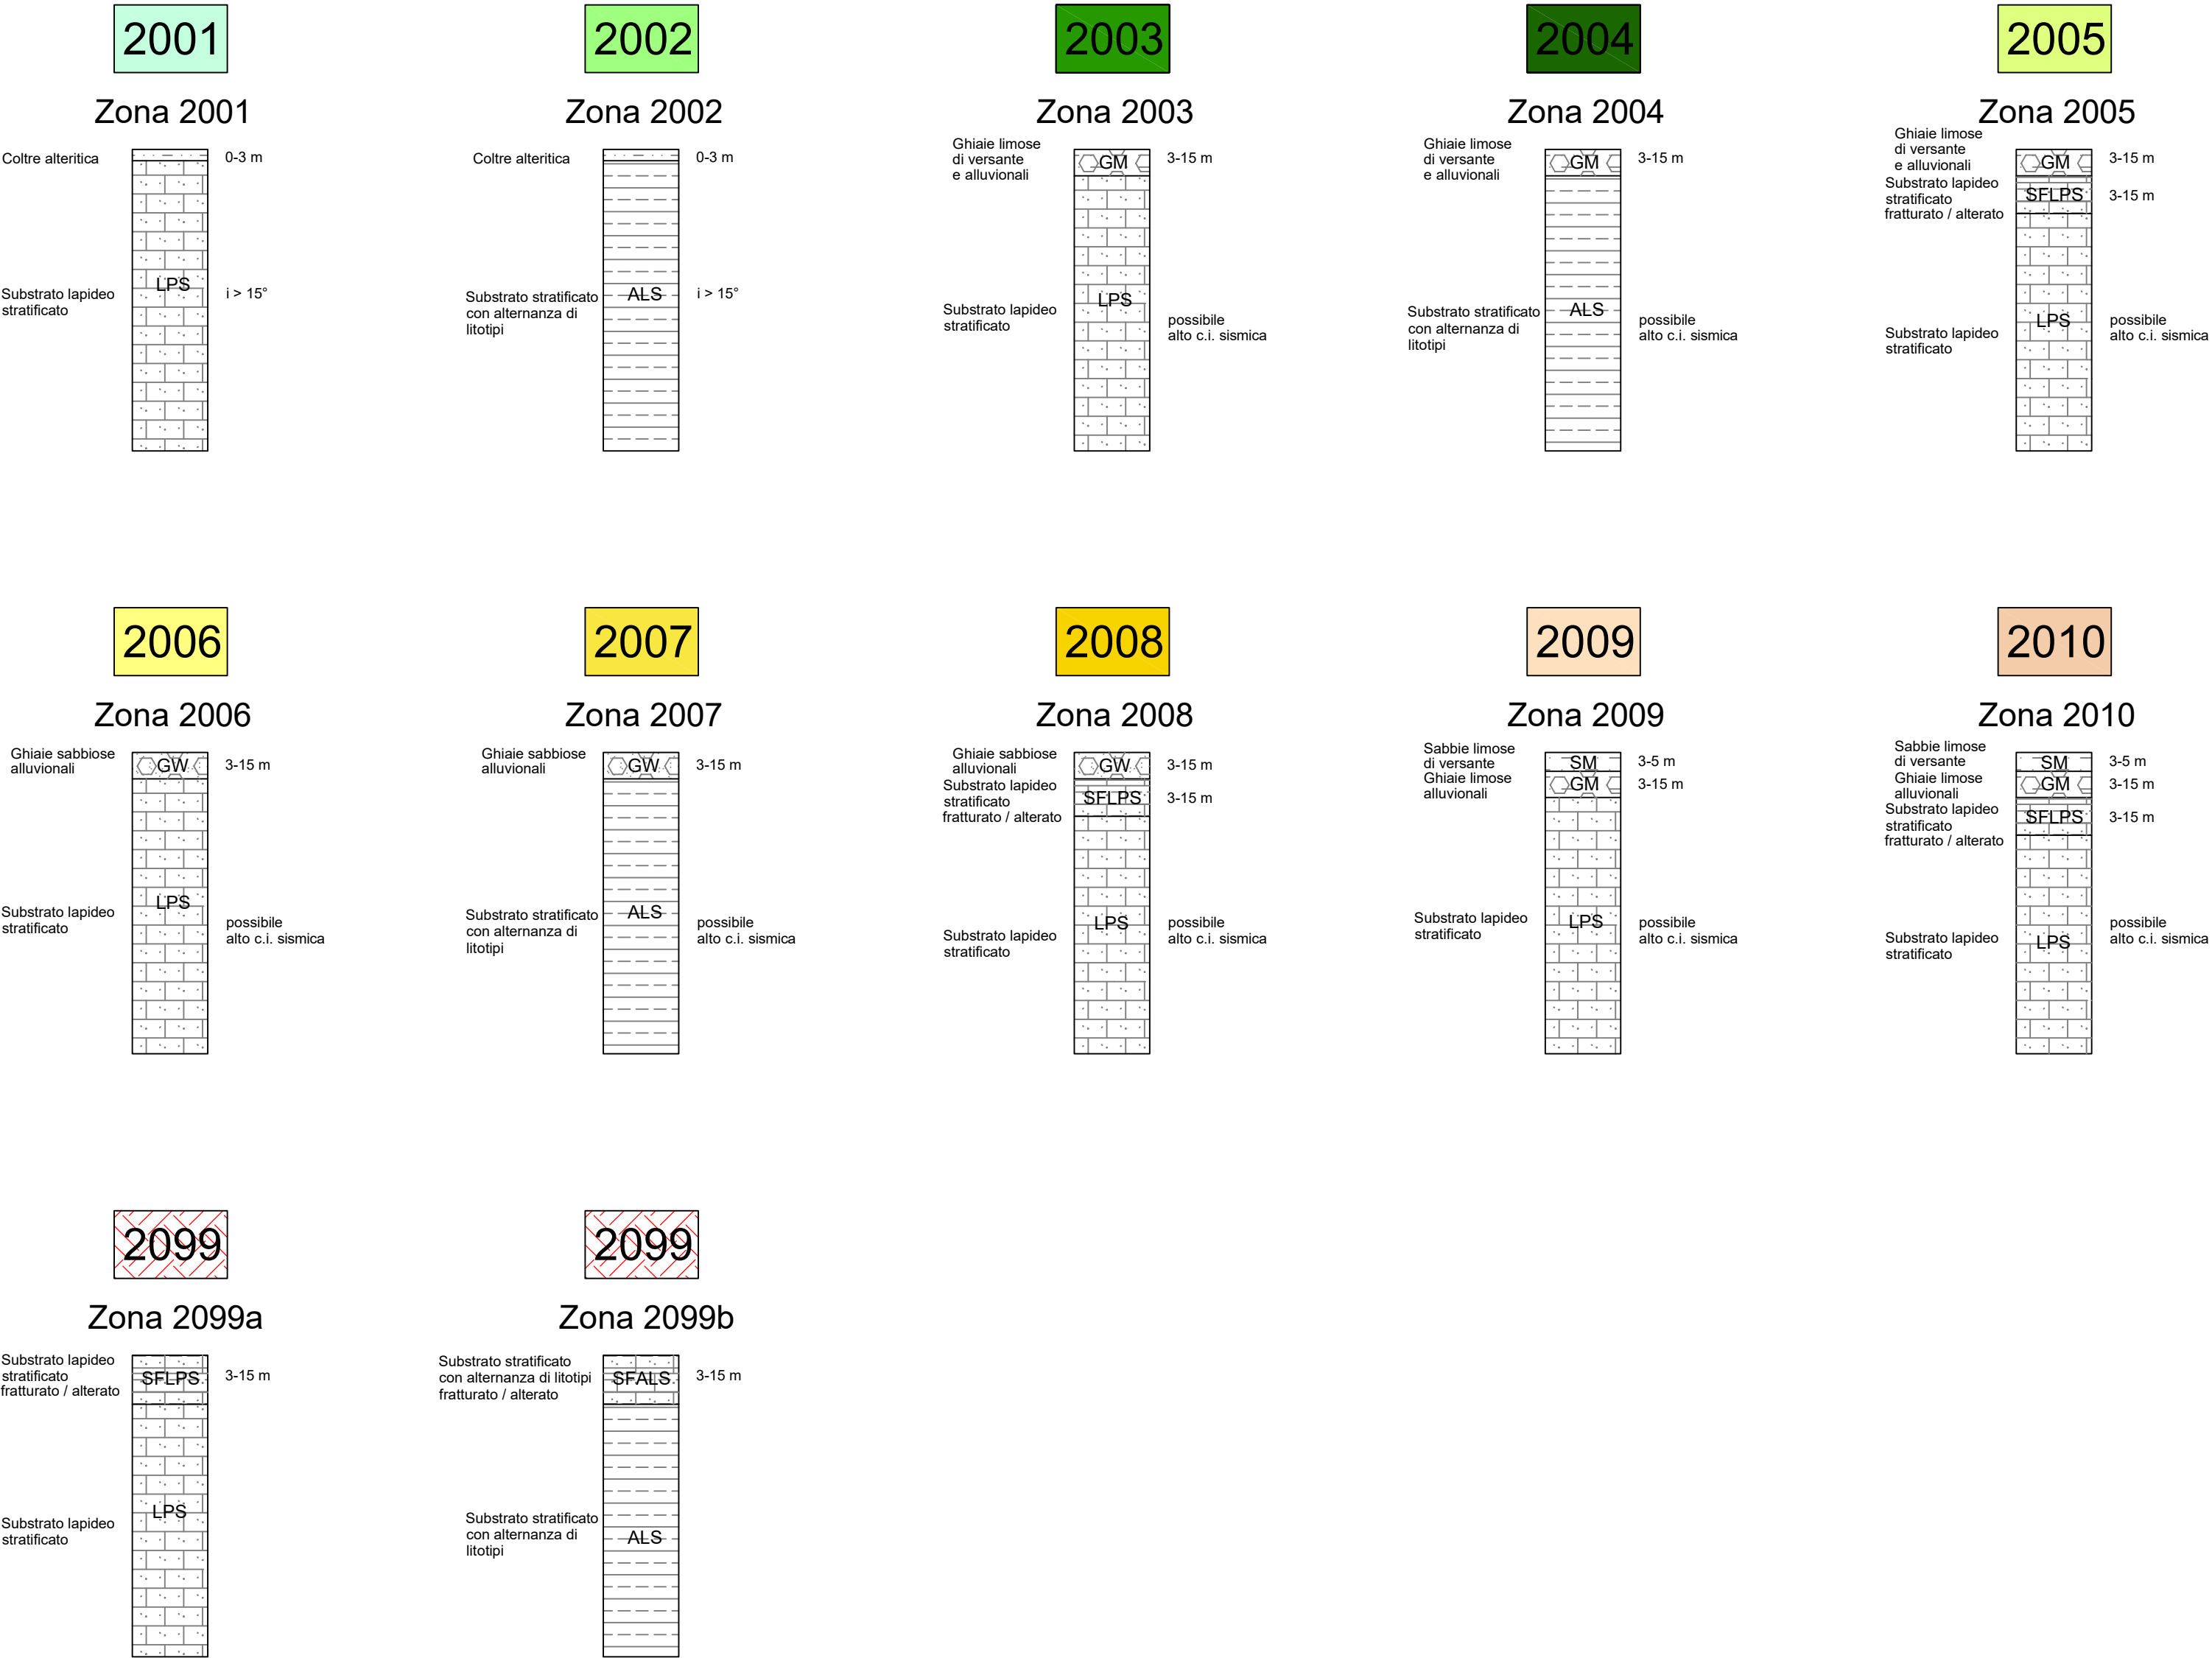 2001
Zona 2001
Coltre alteritica
0-3 m
LPS
i > 15°
Substrato lapideo
stratificato
2002
Zona 2002
Coltre alteritica
0-3 m
ALS
i > 15°
Substrato stratificato
con alternanza di
litotipi
2003
Zona 2003
Ghiaie limose
di versante
e alluvionali
GM
3-15 m
LPS
Substrato lapideo
stratificato
possibile
alto c.i. sismica
2004
Zona 2004
Ghiaie limose
di versante
e alluvionali
GM
3-15 m
ALS
Substrato stratificato
con alternanza di
litotipi
possibile
alto c.i. sismica
2005
Zona 2005
Ghiaie limose
di versante
e alluvionali
GM
3-15 m
Substrato lapideo
stratificato
fratturato / alterato
SFLPS
3-15 m
LPS
Substrato lapideo
stratificato
possibile
alto c.i. sismica
2006
Zona 2006
Ghiaie sabbiose
alluvionali
GW
3-15 m
LPS
Substrato lapideo
stratificato
possibile
alto c.i. sismica
2007
Zona 2007
Ghiaie sabbiose
alluvionali
GW
3-15 m
ALS
Substrato stratificato
con alternanza di
litotipi
possibile
alto c.i. sismica
2008
Zona 2008
Ghiaie sabbiose
alluvionali
GW
3-15 m
Substrato lapideo
stratificato
fratturato / alterato
SFLPS
3-15 m
LPS
Substrato lapideo
stratificato
possibile
alto c.i. sismica
2009
Zona 2009
Sabbie limose
di versante
SM
3-5 m
Ghiaie limose
alluvionali
GM
3-15 m
LPS
Substrato lapideo
stratificato
possibile
alto c.i. sismica
2010
Zona 2010
Sabbie limose
di versante
SM
3-5 m
Ghiaie limose
alluvionali
GM
3-15 m
Substrato lapideo
stratificato
fratturato / alterato
SFLPS
3-15 m
LPS
Substrato lapideo
stratificato
possibile
alto c.i. sismica
2099
Zona 2099a
Substrato lapideo
stratificato
fratturato / alterato
SFLPS
3-15 m
LPS
Substrato lapideo
stratificato
2099
Zona 2099b
Substrato stratificato
con alternanza di litotipi
fratturato / alterato
SFALS
3-15 m
ALS
Substrato stratificato
con alternanza di
litotipi